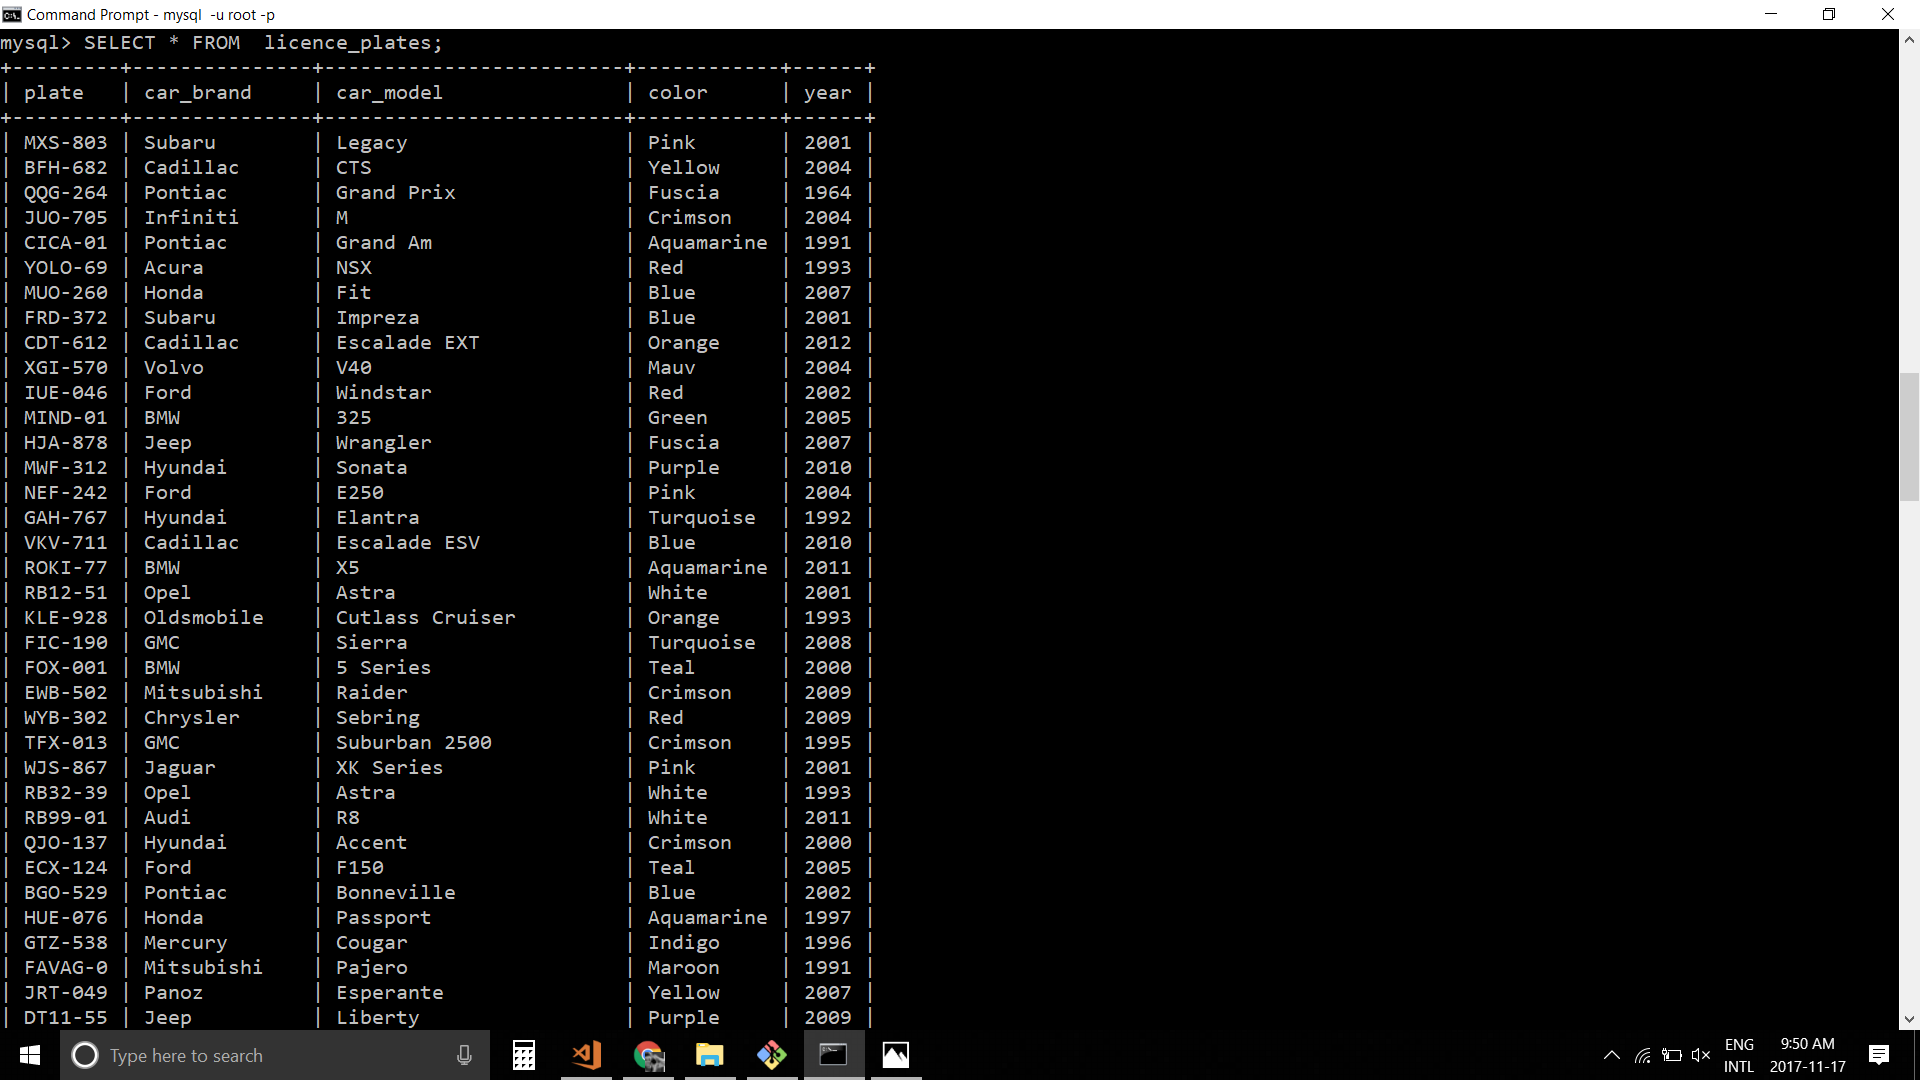 Command Prompt - mysql  -u root -p
mysql> SELECT * FROM  licence_plates;
+---------+---------------+-------------------------+------------+------+
| plate   | car_brand     | car_model               | color      | year |
+---------+---------------+-------------------------+------------+------+
| MXS-803 | Subaru        | Legacy                  | Pink       | 2001 |
| BFH-682 | Cadillac      | CTS                     | Yellow     | 2004 |
| QQG-264 | Pontiac       | Grand Prix              | Fuscia     | 1964 |
| JUO-705 | Infiniti      | M                       | Crimson    | 2004 |
| CICA-01 | Pontiac       | Grand Am                | Aquamarine | 1991 |
| YOLO-69 | Acura         | NSX                     | Red        | 1993 |
| MUO-260 | Honda         | Fit                     | Blue       | 2007 |
| FRD-372 | Subaru        | Impreza                 | Blue       | 2001 |
| CDT-612 | Cadillac      | Escalade EXT            | Orange     | 2012 |
| XGI-570 | Volvo         | V40                     | Mauv       | 2004 |
| IUE-046 | Ford          | Windstar                | Red        | 2002 |
| MIND-01 | BMW           | 325                     | Green      | 2005 |
| HJA-878 | Jeep          | Wrangler                | Fuscia     | 2007 |
| MWF-312 | Hyundai       | Sonata                  | Purple     | 2010 |
| NEF-242 | Ford          | E250                    | Pink       | 2004 |
| GAH-767 | Hyundai       | Elantra                 | Turquoise  | 1992 |
| VKV-711 | Cadillac      | Escalade ESV            | Blue       | 2010 |
| ROKI-77 | BMW           | X5                      | Aquamarine | 2011 |
| RB12-51 | Opel          | Astra                   | White      | 2001 |
| KLE-928 | Oldsmobile    | Cutlass Cruiser         | Orange     | 1993 |
| FIC-190 | GMC           | Sierra                  | Turquoise  | 2008 |
| FOX-001 | BMW           | 5 Series                | Teal       | 2000 |
| EWB-502 | Mitsubishi    | Raider                  | Crimson    | 2009 |
| WYB-302 | Chrysler      | Sebring                 | Red        | 2009 |
| TFX-013 | GMC           | Suburban 2500           | Crimson    | 1995 |
| WJS-867 | Jaguar        | XK Series               | Pink       | 2001 |
| RB32-39 | Opel          | Astra                   | White      | 1993 |
| RB99-01 | Audi          | R8                      | White      | 2011 |
| QJO-137 | Hyundai       | Accent                  | Crimson    | 2000 |
| ECX-124 | Ford          | F150                    | Teal       | 2005 |
| BGO-529 | Pontiac       | Bonneville              | Blue       | 2002 |
| HUE-076 | Honda         | Passport                | Aquamarine | 1997 |
| GTZ-538 | Mercury       | Cougar                  | Indigo     | 1996 |
| FAVAG-0 | Mitsubishi    | Pajero                  | Maroon     | 1991 |
| JRT-049 | Panoz         | Esperante               | Yellow     | 2007 |
| DT11-55 | Jeep          | Liberty                 | Purple     | 2009 |
Type here to search
ENG
INTL
9:50 AM
2017-11-17